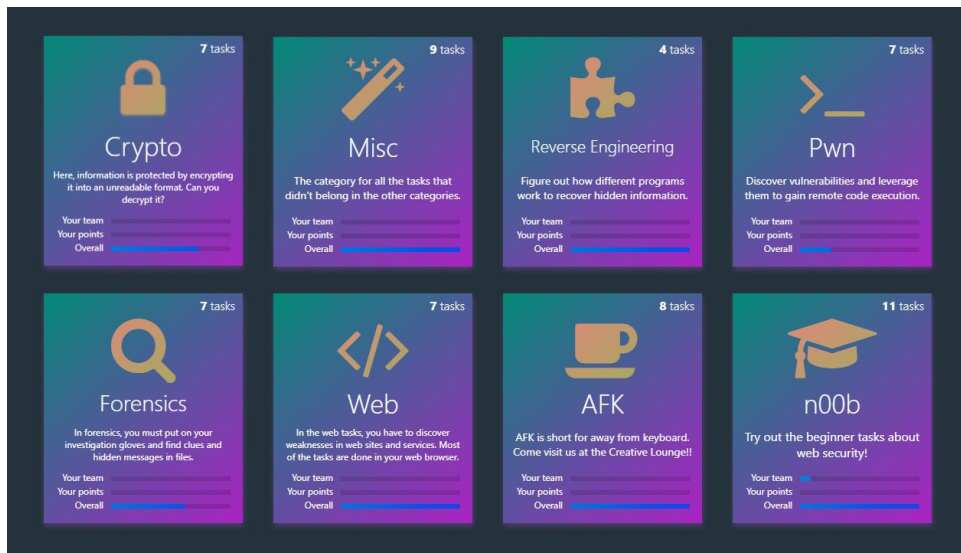 7 tasks
Crypto
Here, information is protected by encrypting
it into an unreadable format. Can you
decrypt it?
Your team
Your points
Overall
9 tasks
Misc
The category for all the tasks that
didn't belong in the other categories.
Your team
Your points
Overall
4 tasks
Reverse Engineering
Figure out how different programs
work to recover hidden information.
Your team
Your points
Overall
7 tasks
Pwn
Discover vulnerabilities and leverage
them to gain remote code execution.
Your team
Your points
Overall
7 tasks
Forensics
In forensics, you must put on your
investigation gloves and find clues and
hidden messages in files.
Your team
Your points
Overall
7 tasks
Web
In the web tasks, you have to discover
weaknesses in web sites and services. Most
of the tasks are done in your web browser.
Your team
Your points
Overall
8 tasks
AFK
AFK is short for away from keyboard.
Come visit us at the Creative Lounge!!
Your team
Your points
Overall
11 tasks
n00b
Try out the beginner tasks about
web security!
Your team
Your points
Overall